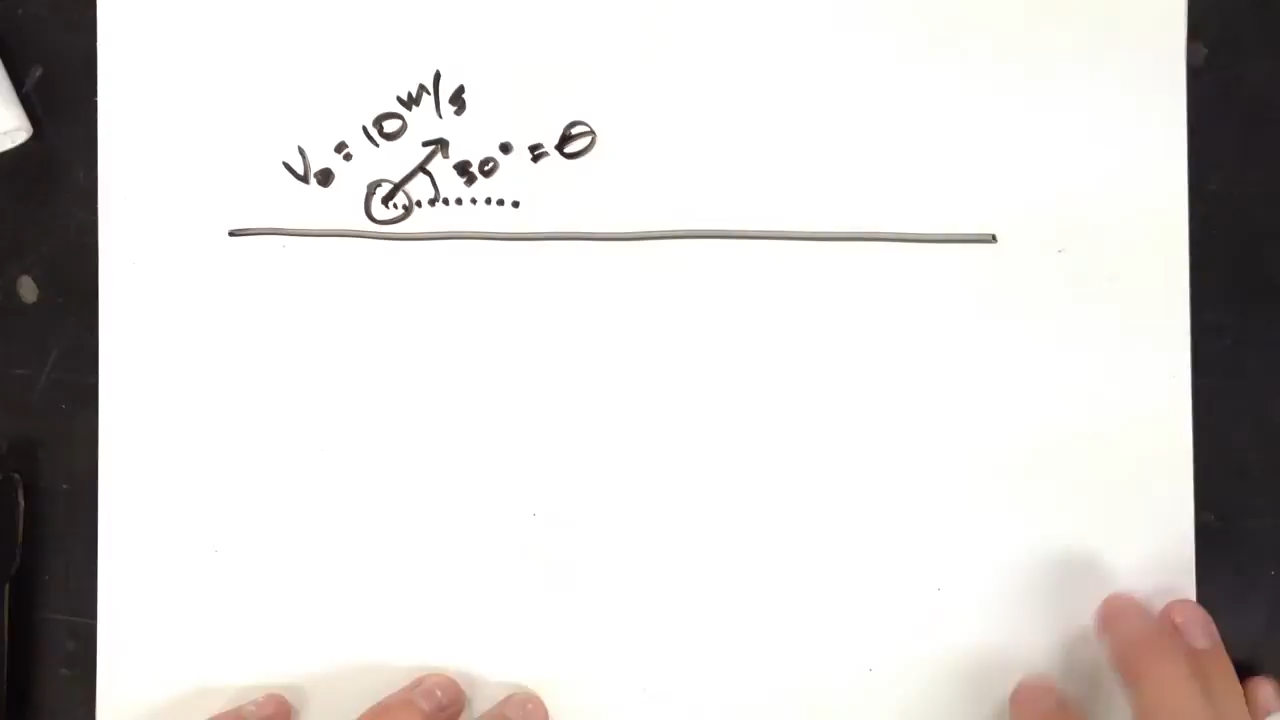 V₀ = 10 m/s
30° = θ